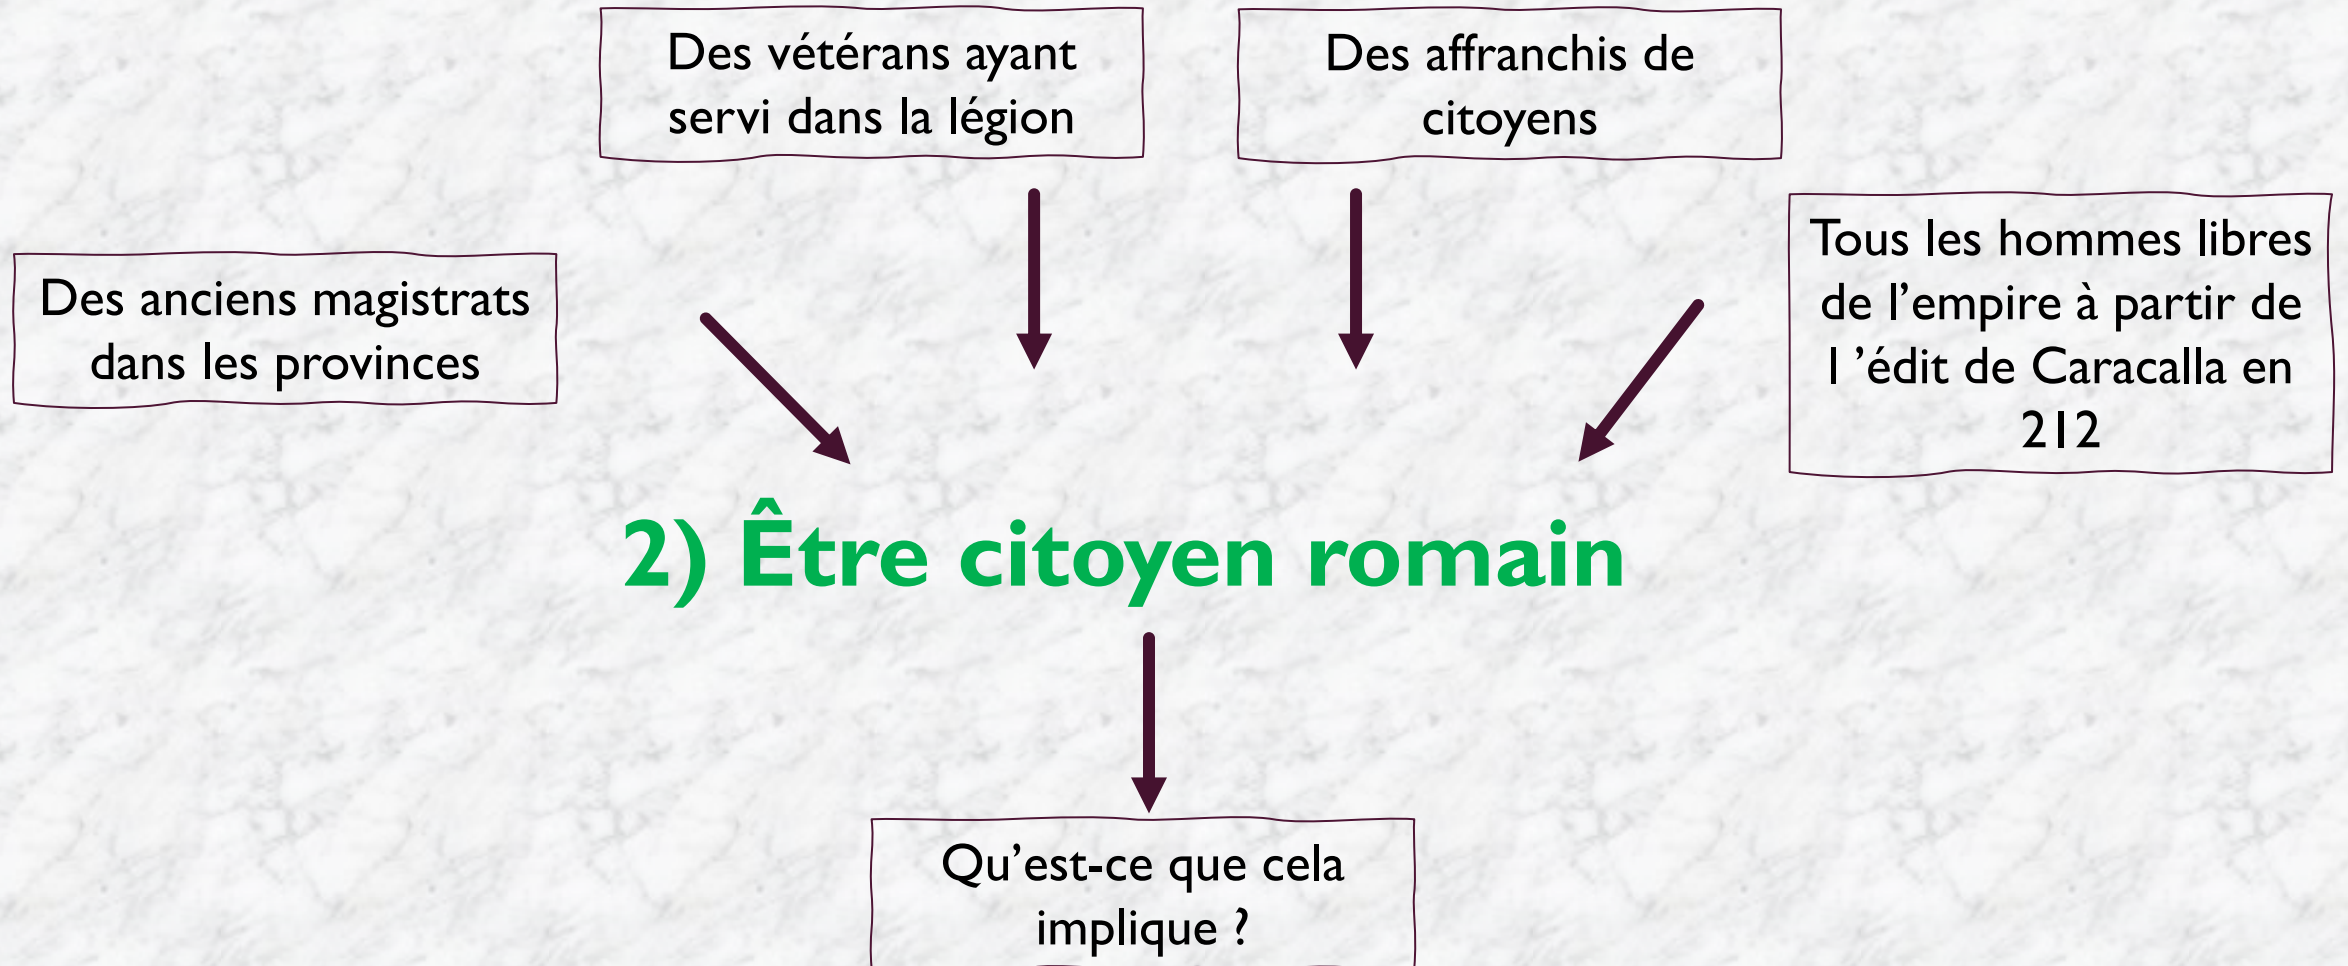 Des vétérans ayant
servi dans la légion
Des affranchis de
citoyens
Des anciens magistrats
dans les provinces
Tous les hommes libres
de l’empire à partir de
l ’édit de Caracalla en
212
2) Être citoyen romain
Qu’est-ce que cela
implique ?